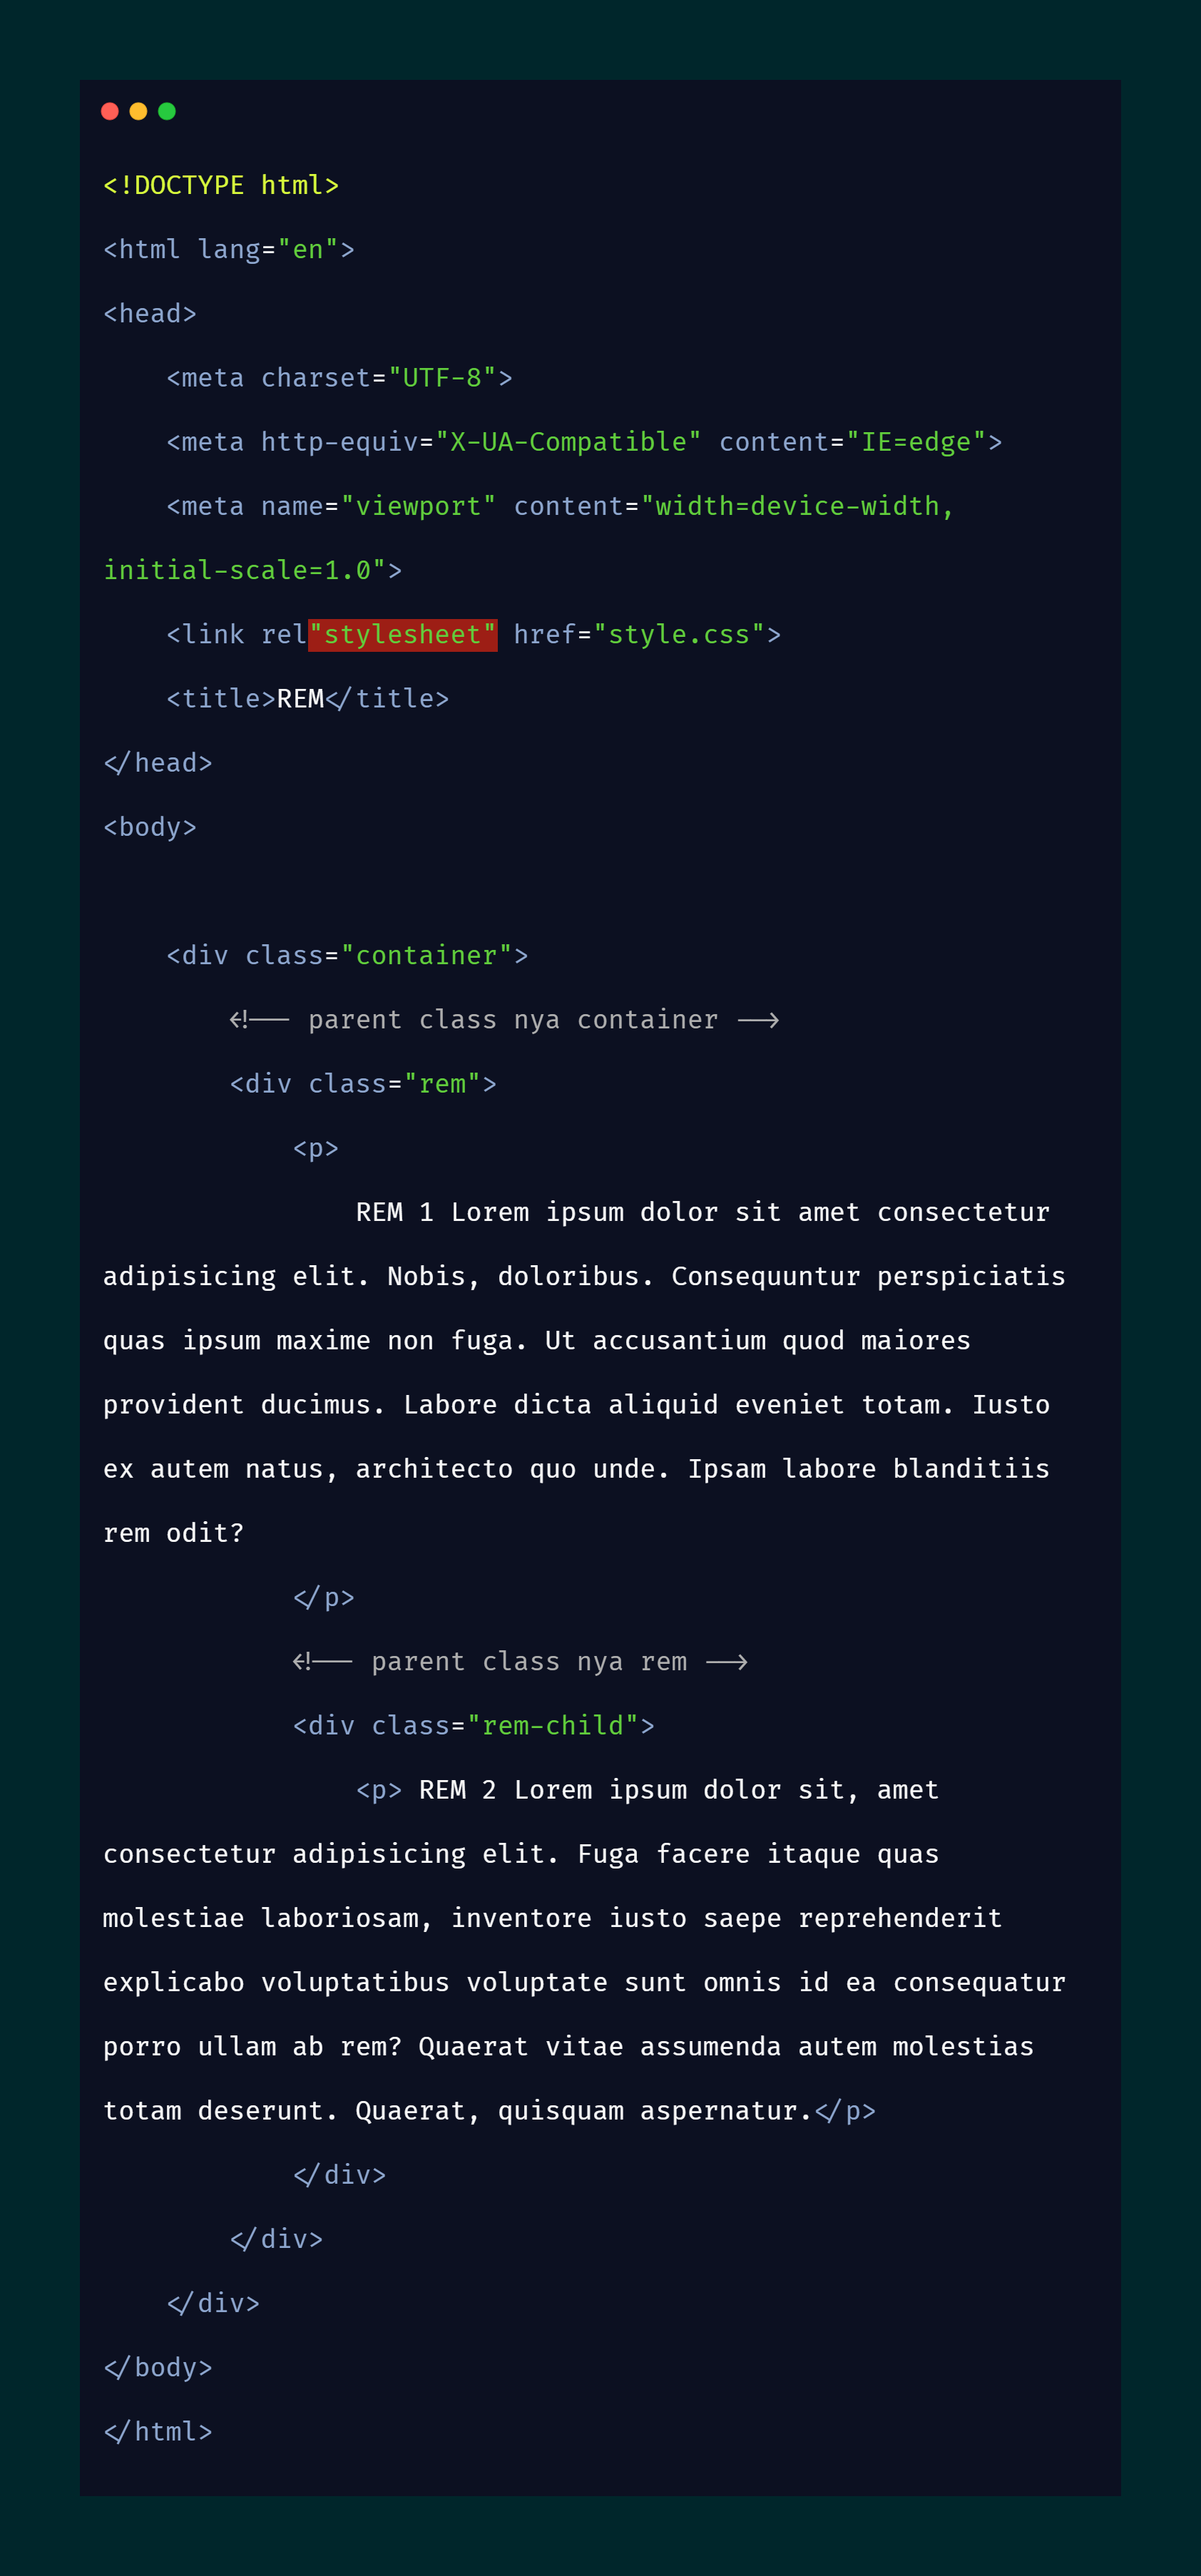 <!DOCTYPE html>
<html lang="en">
<head>
    <meta charset="UTF-8">
    <meta http-equiv="X-UA-Compatible" content="IE=edge">
    <meta name="viewport" content="width=device-width,
initial-scale=1.0">
    <link rel"stylesheet" href="style.css">
    <title>REM</title>
</head>
<body>

    <div class="container">
        <!-- parent class nya container -->
        <div class="rem">
            <p>
                REM 1 Lorem ipsum dolor sit amet consectetur
adipisicing elit. Nobis, doloribus. Consequuntur perspiciatis
quas ipsum maxime non fuga. Ut accusantium quod maiores
provident ducimus. Labore dicta aliquid eveniet totam. Iusto
ex autem natus, architecto quo unde. Ipsam labore blanditiis
rem odit?
            </p>
            <!-- parent class nya rem -->
            <div class="rem-child">
                <p> REM 2 Lorem ipsum dolor sit, amet
consectetur adipisicing elit. Fuga facere itaque quas
molestiae laboriosam, inventore iusto saepe reprehenderit
explicabo voluptatibus voluptate sunt omnis id ea consequatur
porro ullam ab rem? Quaerat vitae assumenda autem molestias
totam deserunt. Quaerat, quisquam aspernatur.</p>
            </div>
        </div>
    </div>
</body>
</html>